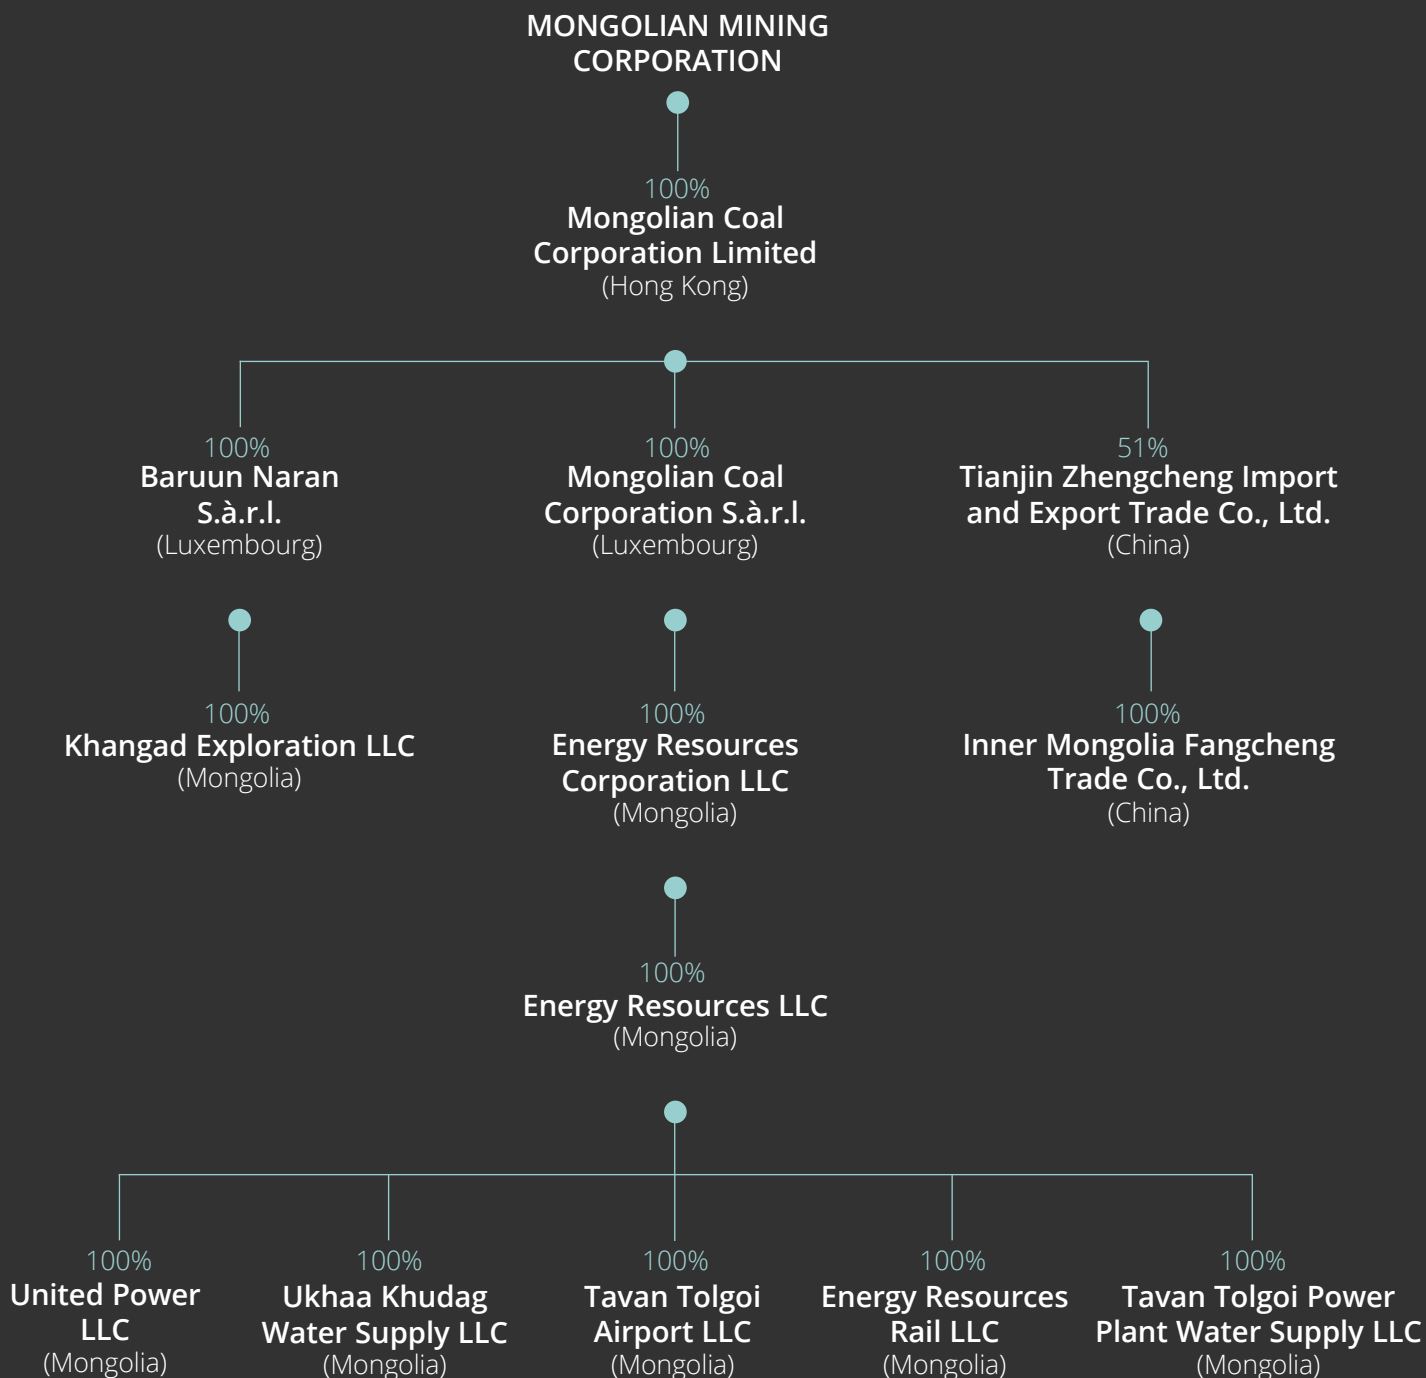 MONGOLIAN MINING
CORPORATION
100%
Mongolian Coal
Corporation Limited
(Hong Kong)
100%
Baruun Naran
S.à.r.l.
(Luxembourg)
100%
Mongolian Coal
Corporation S.à.r.l.
(Luxembourg)
51%
Tianjin Zhengcheng Import
and Export Trade Co., Ltd.
(China)
100%
Khangad Exploration LLC
(Mongolia)
100%
Energy Resources
Corporation LLC
(Mongolia)
100%
Inner Mongolia Fangcheng
Trade Co., Ltd.
(China)
100%
Energy Resources LLC
(Mongolia)
100%
United Power
LLC
(Mongolia)
100%
Ukhaa Khudag
Water Supply LLC
(Mongolia)
100%
Tavan Tolgoi
Airport LLC
(Mongolia)
100%
Energy Resources
Rail LLC
(Mongolia)
100%
Tavan Tolgoi Power
Plant Water Supply LLC
(Mongolia)